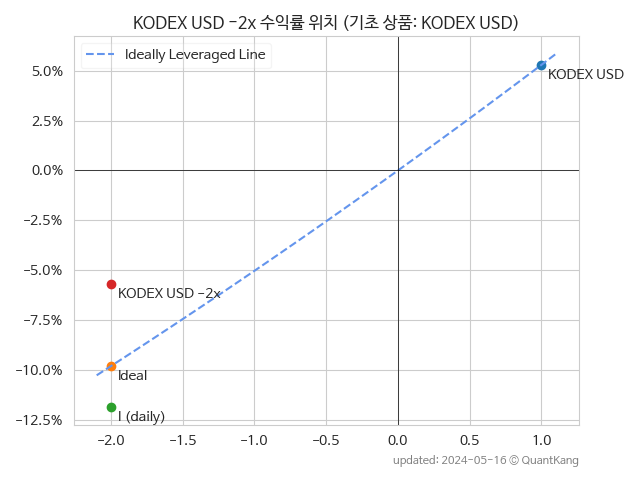 KODEX USD -2x 수익률 위치 (기초 상품: KODEX USD)
Ideally Leveraged Line
5.0%
KODEX USD
2.5%
0.0%
-2.5%
-5.0%
KODEX USD -2x
-7.5%
-10.0%
Ideal
I (daily)
-12.5%
-2.0 -1.5 -1.0 -0.5 0.0 0.5 1.0
updated: 2024-05-16 © QuantKang